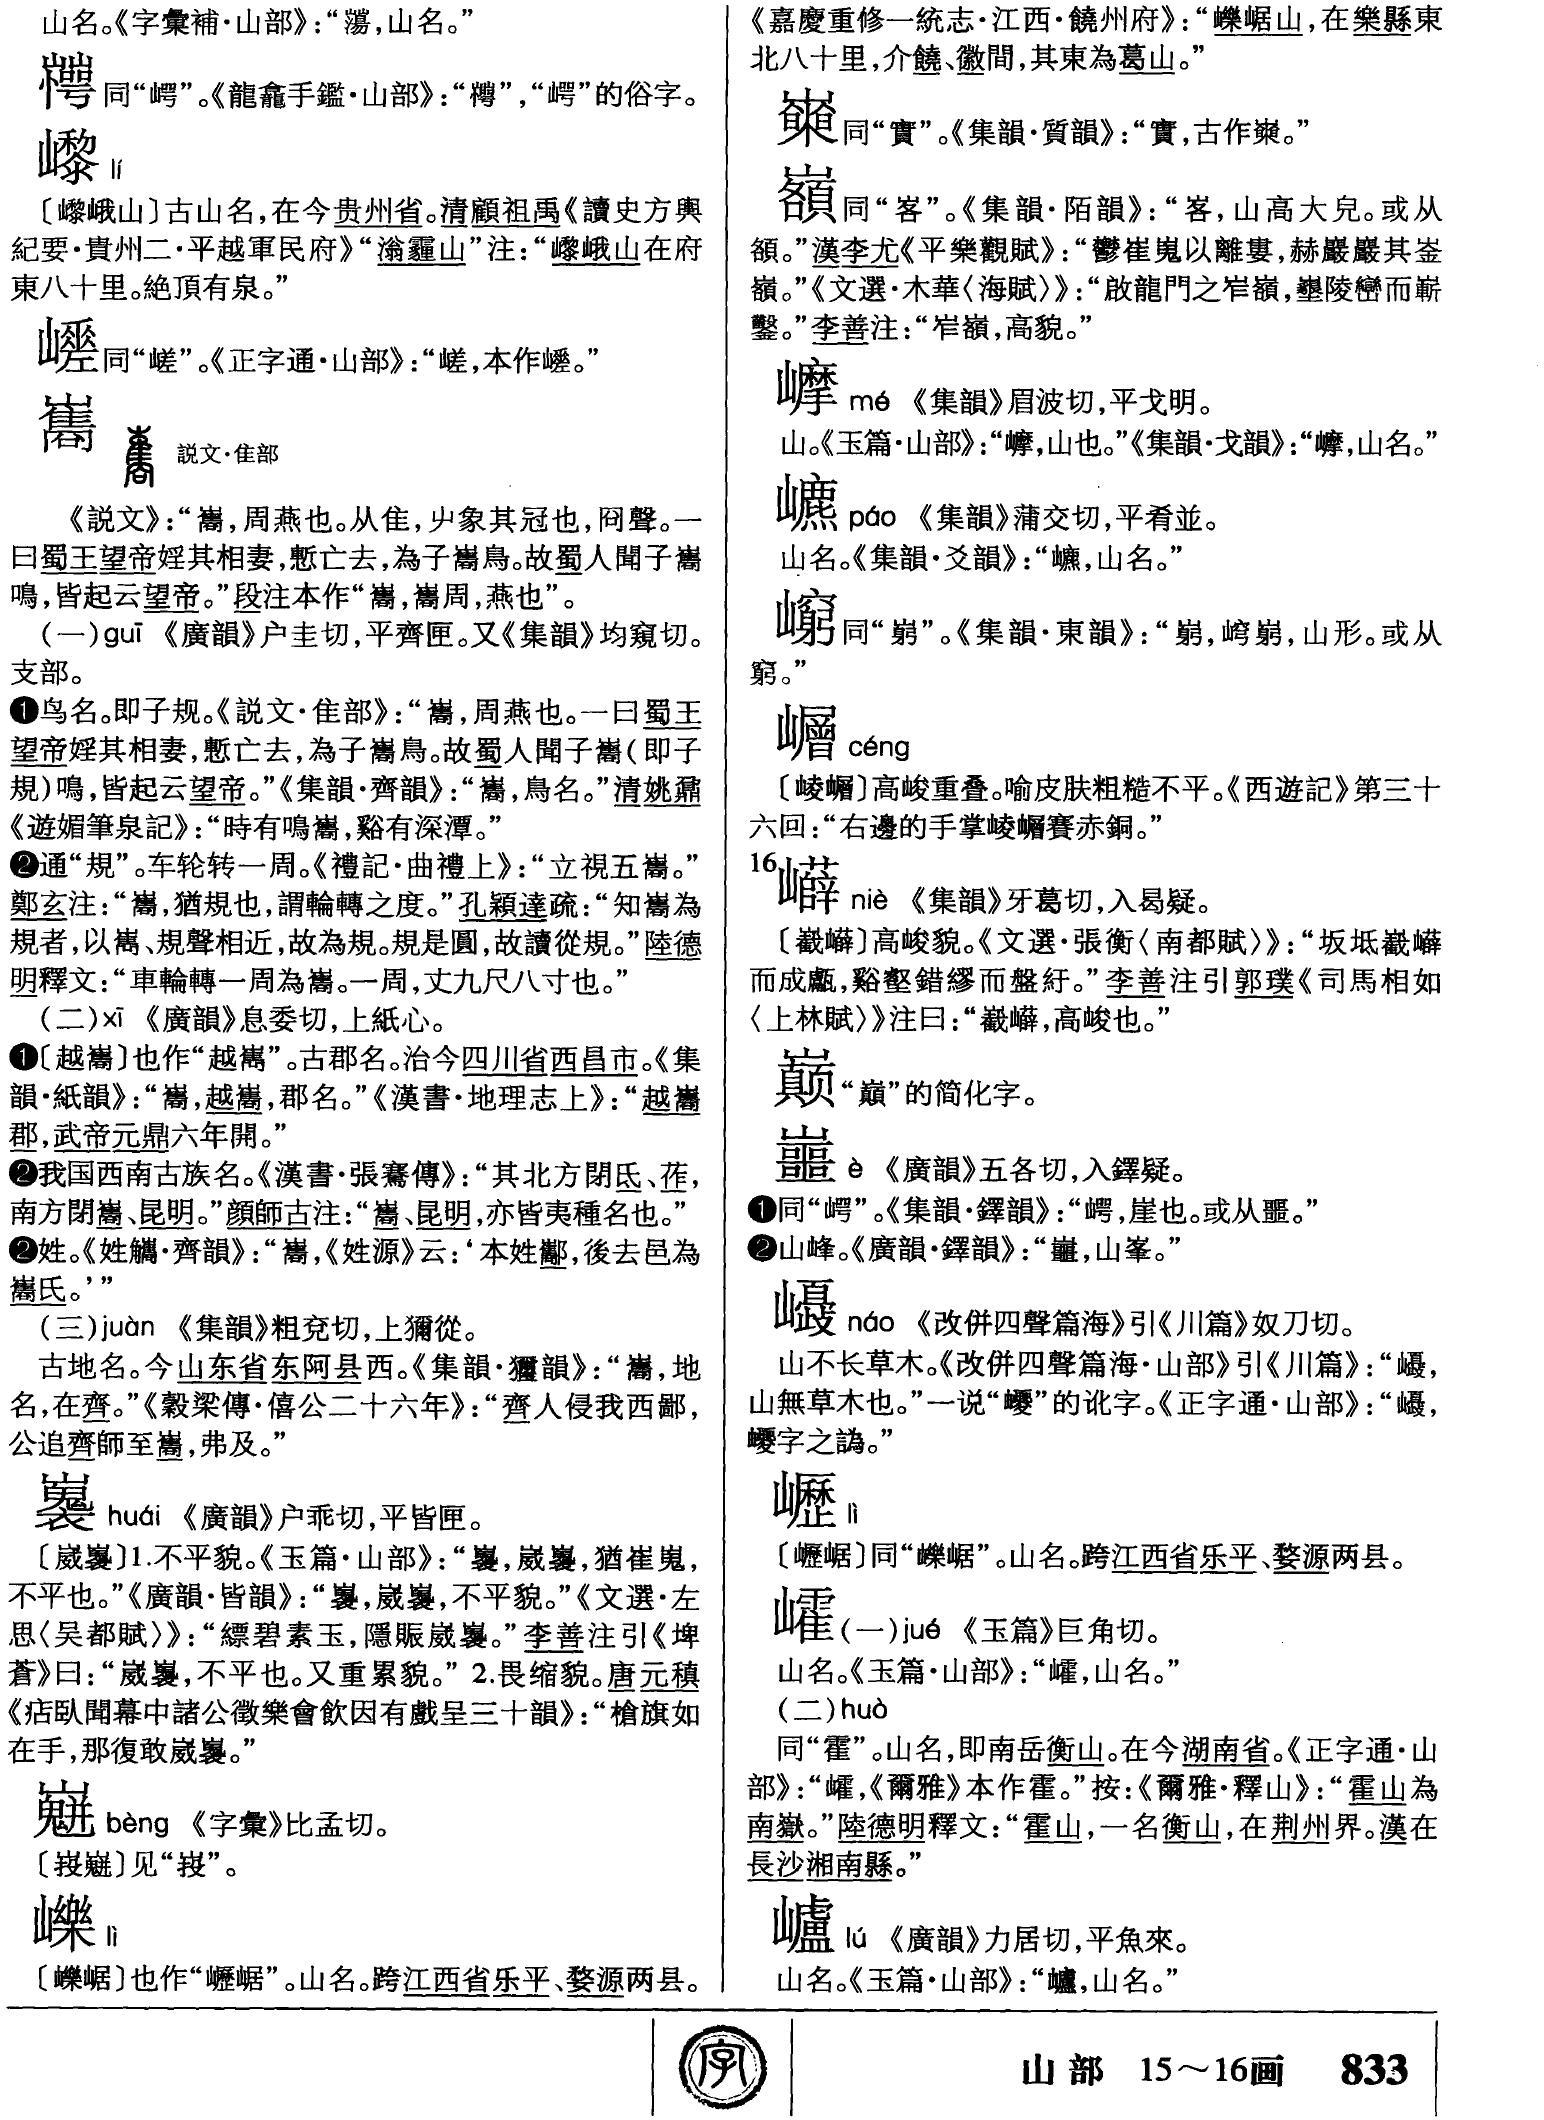 山名。《字彙補·山部》：“簜，山名。”
同“崿”。《龍龕手鑑·山部》：“”，“崿”的俗字。
㠟 lí
〔㠟峨山〕古山名，在今贵州省。清顧祖禹《讀史方輿
紀要·貴州二·平越軍民府》“滃霾山”注：“㠟峨山在府
東八十里。絶頂有泉。”
同“嵯”。《正字通·山部》：“嵯，本作。”
巂 説文·隹部
《説文》：“巂，周燕也。从隹，屮象其冠也，㕯聲。一
曰蜀王望帝婬其相妻，慙亡去，為子巂鳥。故蜀人聞子巂
鳴，皆起云望帝。”段注本作“巂，巂周，燕也”。
（一）guī 《廣韻》户圭切，平齊匣。又《集韻》均窺切。
支部。
❶鸟名。即子规。《説文·隹部》：“巂，周燕也。一曰蜀王
望帝婬其相妻，慙亡去，為子巂鳥。故蜀人聞子巂（即子
規）鳴，皆起云望帝。”《集韻·齊韻》：“巂，鳥名。”清姚鼐
《遊媚筆泉記》：“時有鳴巂，谿有深潭。”
❷通“規”。车轮转一周。《禮記·曲禮上》：“立視五巂。”
鄭玄注：“巂，猶規也，謂輪轉之度。”孔穎達疏：“知巂為
規者，以嶲、規聲相近，故為規。規是圓，故讀從規。”陸德
明釋文：“車輪轉一周為巂。一周，丈九尺八寸也。”
（二）xī 《廣韻》息委切，上紙心。
❶〔越巂〕也作“越嶲”。古郡名。治今四川省西昌市。《集
韻·紙韻》：“巂，越巂，郡名。”《漢書·地理志上》：“越巂
郡，武帝元鼎六年開。”
❷我国西南古族名。《漢書·張騫傳》：“其北方閉氐、莋，
南方閉巂、昆明。”顔師古注：“巂、昆明，亦皆夷種名也。”
❷姓。《姓觿·齊韻》：“巂，《姓源》云：‘本姓酅，後去邑為
巂氏。’”
（三）juàn 《集韻》粗兗切，上獮從。
古地名。今山东省东阿县西。《集韻·獮韻》：“巂，地
名，在齊。”《穀梁傳·僖公二十六年》：“齊人侵我西鄙，
公追齊師至巂，弗及。”
㠢 huái 《廣韻》户乖切，平皆匣。
〔崴㠢〕1.不平貌。《玉篇·山部》：“㠢，崴㠢，猶崔嵬，
不平也。”《廣韻·皆韻》：“㠢，崴㠢，不平貌。”《文選·左
思〈吴都賦〉》：“縹碧素玉，隱賑崴㠢。”李善注引《埤
蒼》曰：“崴㠢，不平也。又重累貌。” 2.畏缩貌。唐元稹
《痁臥聞幕中諸公徵樂會飲因有戲呈三十韻》：“槍旗如
在手，那復敢崴㠢。”
bèng 《字彙》比孟切。
〔〕见“”。
㠣 lì
〔㠣崌〕也作“㠣崌”。山名。跨江西省乐平、婺源两县。
《嘉慶重修一統志·江西·饒州府》：“㠣崌山，在樂縣東
北八十里，介饒、徽間，其東為葛山。”
同“實”。《集韻·質韻》：“實，古作。”
同“峉”。《集韻·陌韻》：“峉，山高大皃。或从
額。”漢李尤《平樂觀賦》：“鬱崔嵬以離婁，赫巖巖其崟
嶺。”《文選·木華〈海賦〉》：“啟龍門之岝嶺，墾陵巒而嶄
鑿。”李善注：“岝嶺，高貌。”
mó 《集韻》眉波切，平戈明。
山。《玉篇·山部》：“，山也。”《集韻·戈韻》：“，山名。”
páo 《集韻》蒲交切，平肴並。
山名。《集韻·爻韻》：“，山名。”
同“䠻”。《集韻·東韻》：“，，山形。或从
窮。”
céng
〔崚〕高峻重叠。喻皮肤粗糙不平。《西遊記》第三十
六回：“右邊的手掌崚賽赤銅。”
16 niè 《集韻》牙葛切，入曷疑。
〔嶻〕高峻貌。《文選·張衡〈南都賦〉》：“坂坻嶻
而成甗，谿壑錯繆而盤紆。”李善注引郭璞《司馬相如
〈上林賦〉》注曰：“嶻，高峻也。”
巅 “巔”的简化字。
è 《廣韻》五各切，入鐸疑。
❶同“崿”。《集韻·鐸韻》：“崿，崖也。或从噩。”
❷山峰。《廣韻·鐸韻》：“，山峯。”
náo 《改併四聲篇海》引《川篇》奴刀切。
山不长草木。《改併四聲篇海·山部》引《川篇》：“，
山無草木也。”一说“巎”的讹字。《正字通·山部》：“，
巎字之譌。”
lì
〔崌〕同“㠣崌”。山名。跨江西省乐平、婺源两县。
（一）jué 《玉篇》巨角切。
山名。《玉篇·山部》：“，山名。”
（二）huò
同“霍”。山名，即南岳衡山。在今湖南省。《正字通·山
部》：“，《爾雅》本作霍。”按：《爾雅·釋山》：“霍山為
南嶽。”陸德明釋文：“霍山，一名衡山，在荆州界。漢在
長沙湘南縣。”
㠠 lú 《廣韻》力居切，平魚來。
山名。《玉篇·山部》：“，山名。”
字
山部 15～16画 833